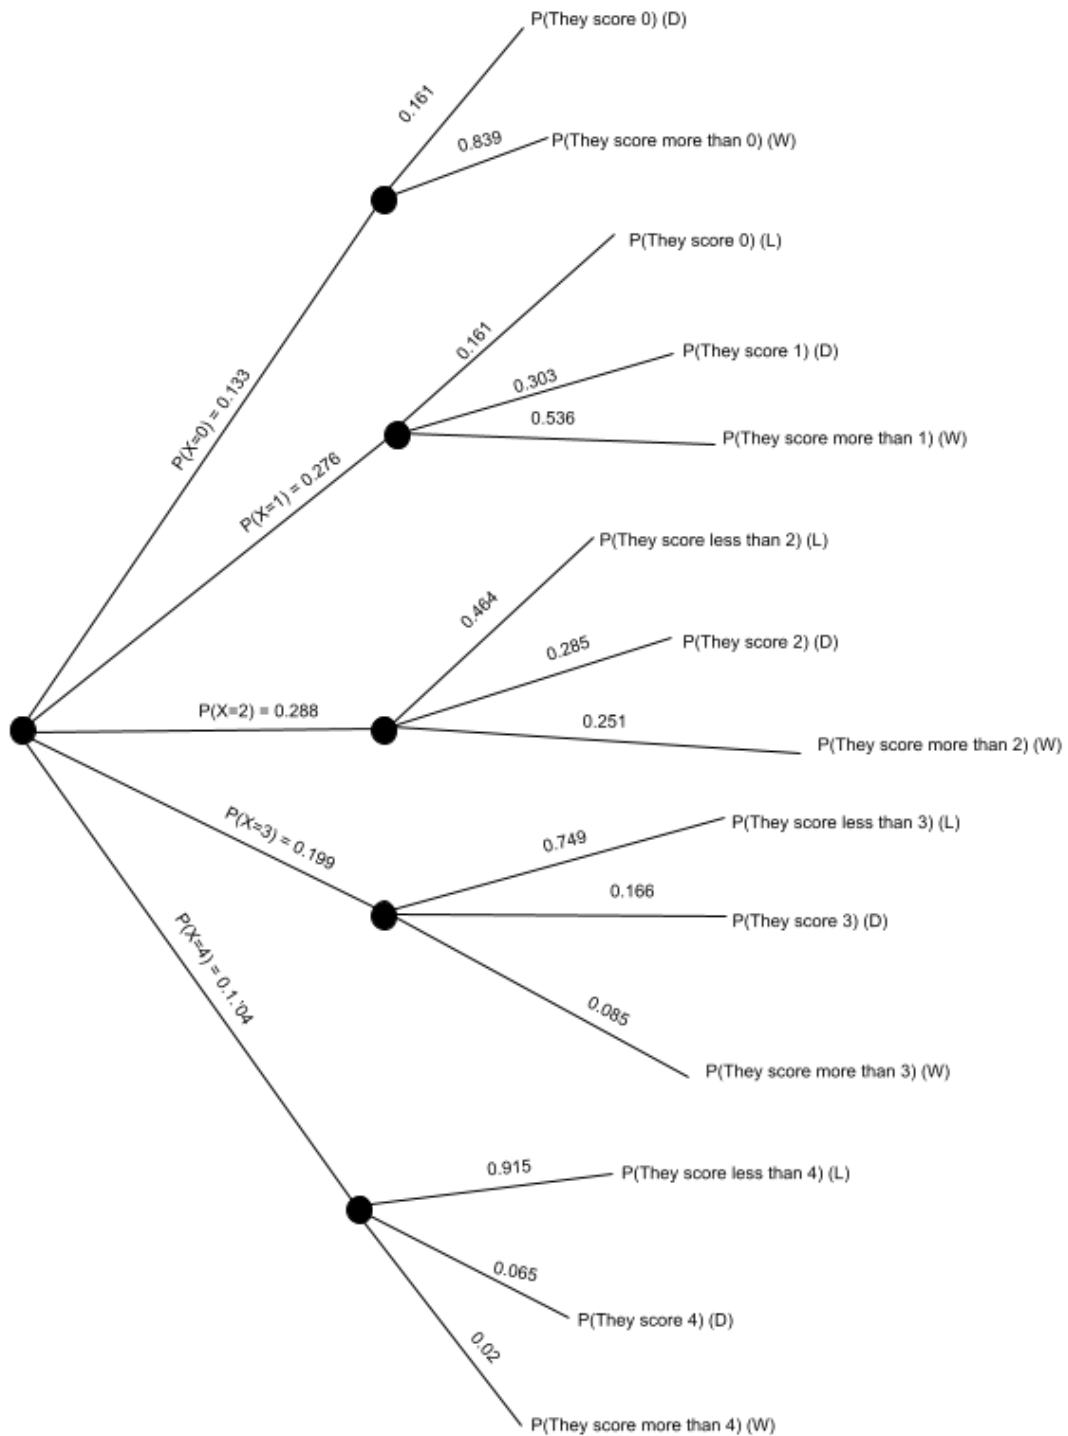 P(They score 0) (D)
0.161
0.839
P(They score more than 0) (W)
P(X=0) = 0.133
P(They score 0) (L)
0.161
P(They score 1) (D)
0.303
0.536
P(They score more than 1) (W)
P(X=1) = 0.276
P(They score less than 2) (L)
0.464
0.285
P(They score 2) (D)
P(X=2) = 0.288
0.251
P(They score more than 2) (W)
P(X=3) = 0.199
0.749
P(They score less than 3) (L)
0.166
P(They score 3) (D)
0.085
P(They score more than 3) (W)
P(X=4) = 0.1.'04
0.915
P(They score less than 4) (L)
0.065
P(They score 4) (D)
0.02
P(They score more than 4) (W)